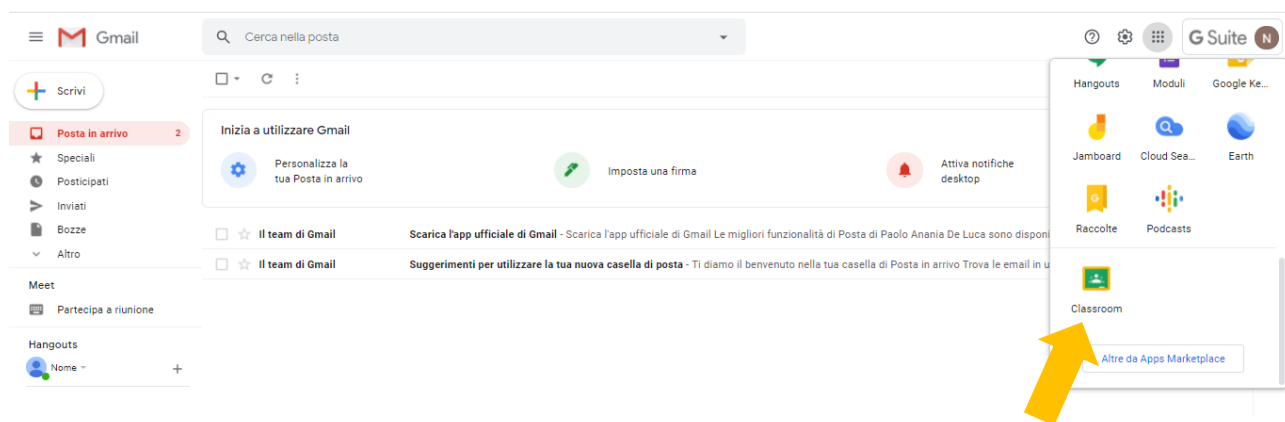 Gmail
Cerca nella posta
G Suite
N
Scrivi
Posta in arrivo 2
Speciali
Posticipati
Inviati
Bozze
Altro
Meet
Partecipa a riunione
Hangouts
Nome
Inizia a utilizzare Gmail
Personalizza la
tua Posta in arrivo
Imposta una firma
Attiva notifiche
desktop
Il team di Gmail Scarica l'app ufficiale di Gmail - Scarica l'app ufficiale di Gmail Le migliori funzionalità di Posta di Paolo Anania De Luca sono disponi
Il team di Gmail Suggerimenti per utilizzare la tua nuova casella di posta - Ti diamo il benvenuto nella tua casella di Posta in arrivo Trova le email in u
Hangouts Moduli Google Ke...
Jamboard Cloud Sea... Earth
Raccolte Podcasts
Classroom
Altre da Apps Marketplace